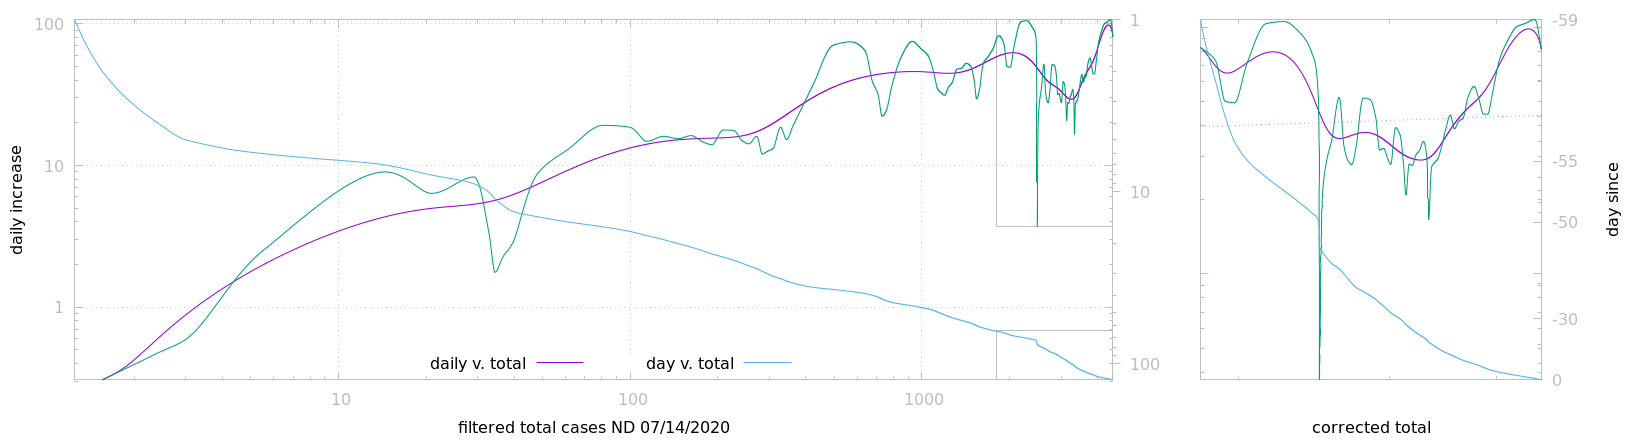 100
10
1
daily increase
10
100
1000
filtered total cases ND 07/14/2020
daily v. total
day v. total
1
10
100
-59
-55
-50
-30
0
day since
corrected total